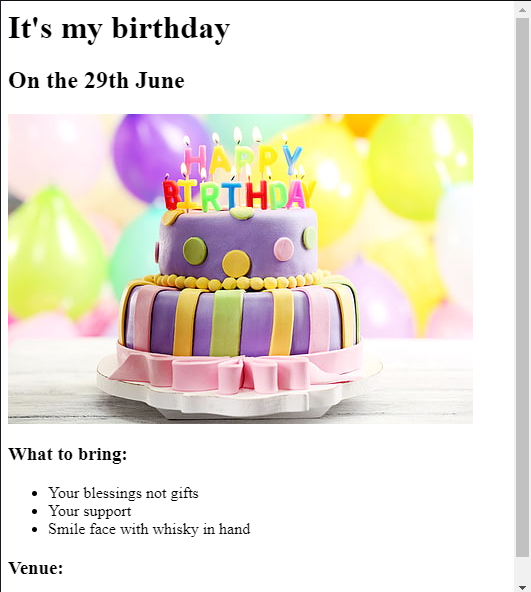 It's my birthday
On the 29th June
HAPPY
BIRTHDAY
What to bring:
Your blessings not gifts
Your support
Smile face with whisky in hand
Venue: